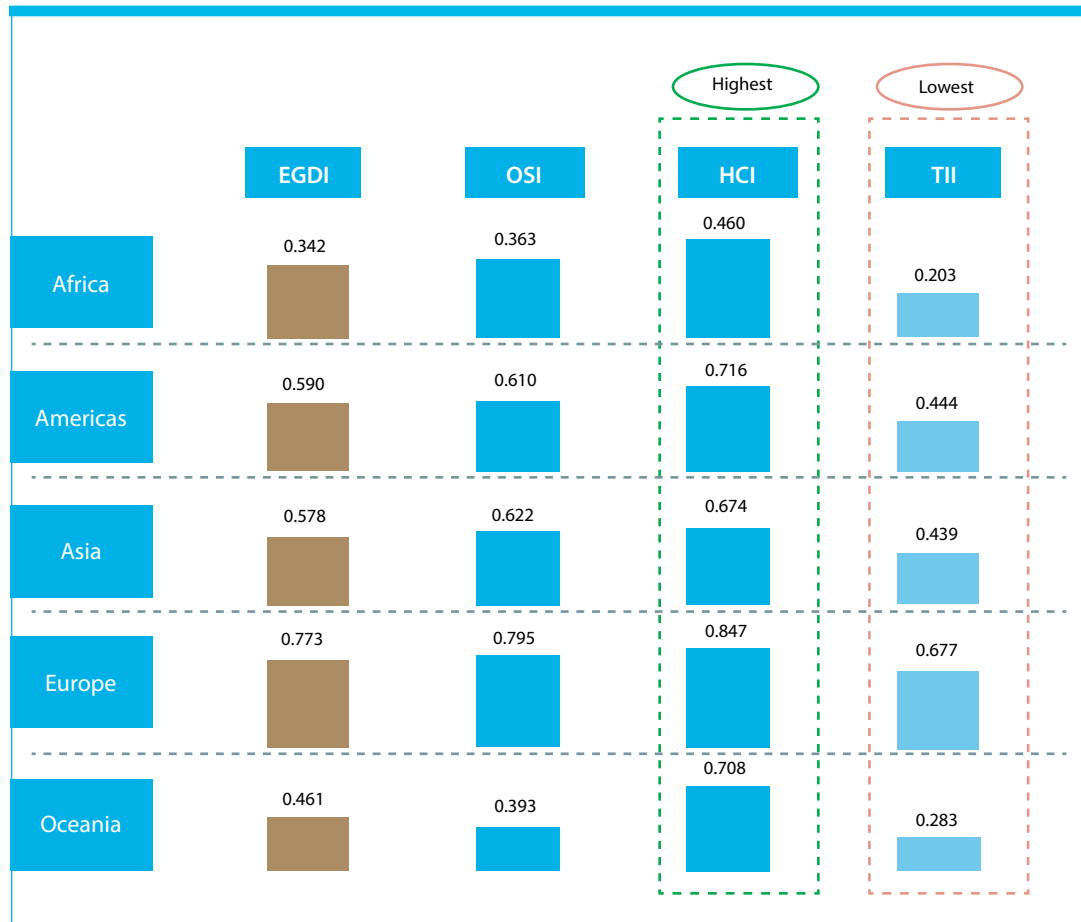 Highest Lowest
EGDI OSI HCI TII
Africa 0.342 0.363 0.460 0.203
Americas 0.590 0.610 0.716 0.444
Asia 0.578 0.622 0.674 0.439
Europe 0.773 0.795 0.847 0.677
Oceania 0.461 0.393 0.708 0.283